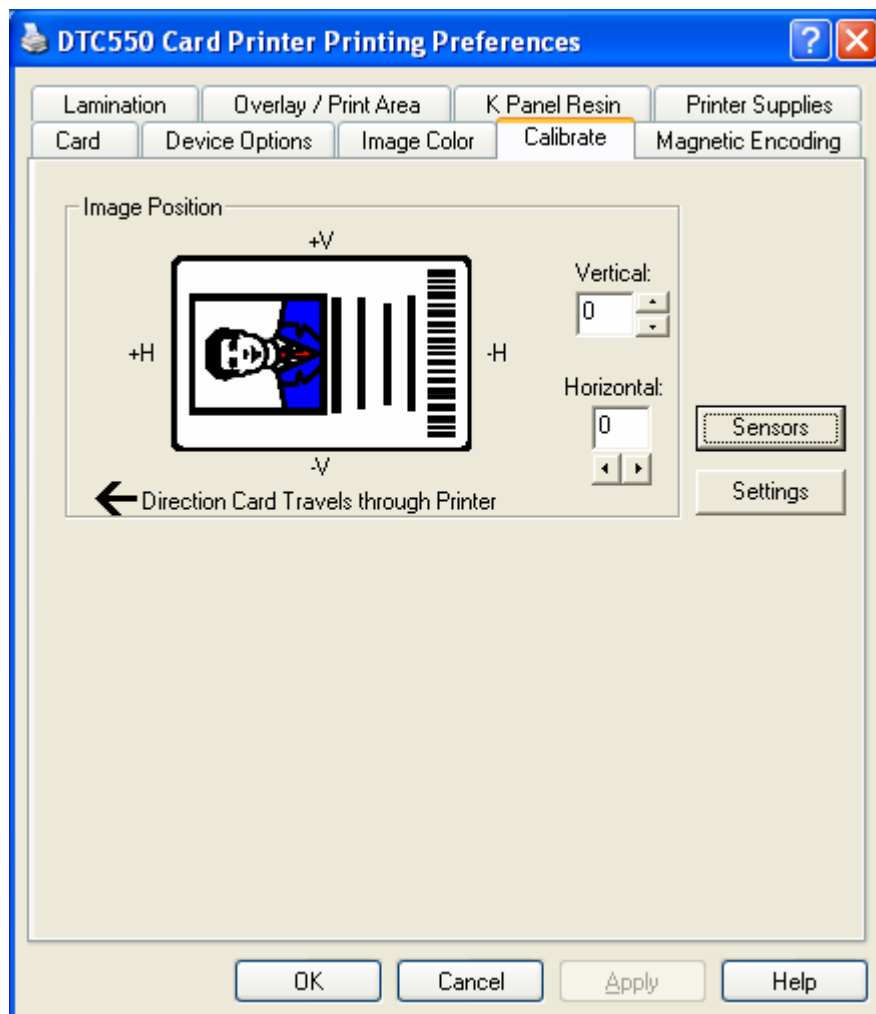 DTC550 Card Printer Printing Preferences
Lamination
Overlay / Print Area
K Panel Resin
Printer Supplies
Card
Device Options
Image Color
Calibrate
Magnetic Encoding
Image Position
+V
+H
-H
-V
Direction Card Travels through Printer
Vertical:
0
Horizontal:
0
Sensors
Settings
OK
Cancel
Apply
Help